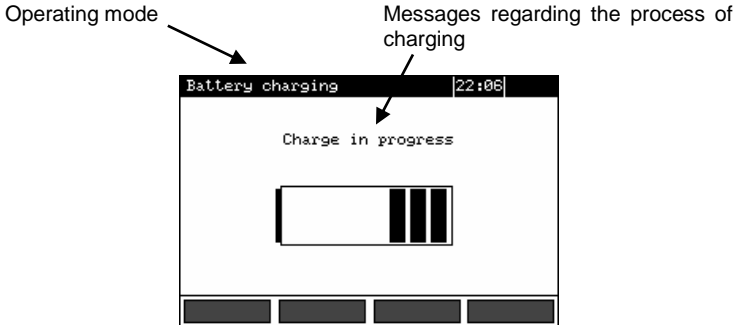 Operating mode
Messages regarding the process of
charging
Battery charging 22:06
Charge in progress